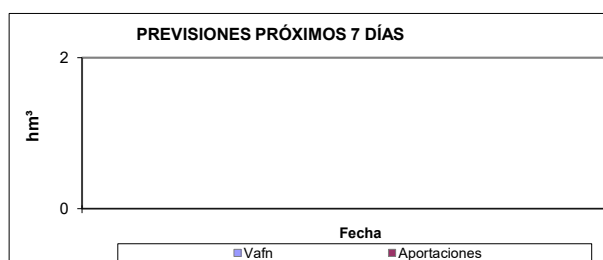 PREVISIONES PRÓXIMOS 7 DÍAS
2
hm³
0
Fecha
Vafn Aportaciones